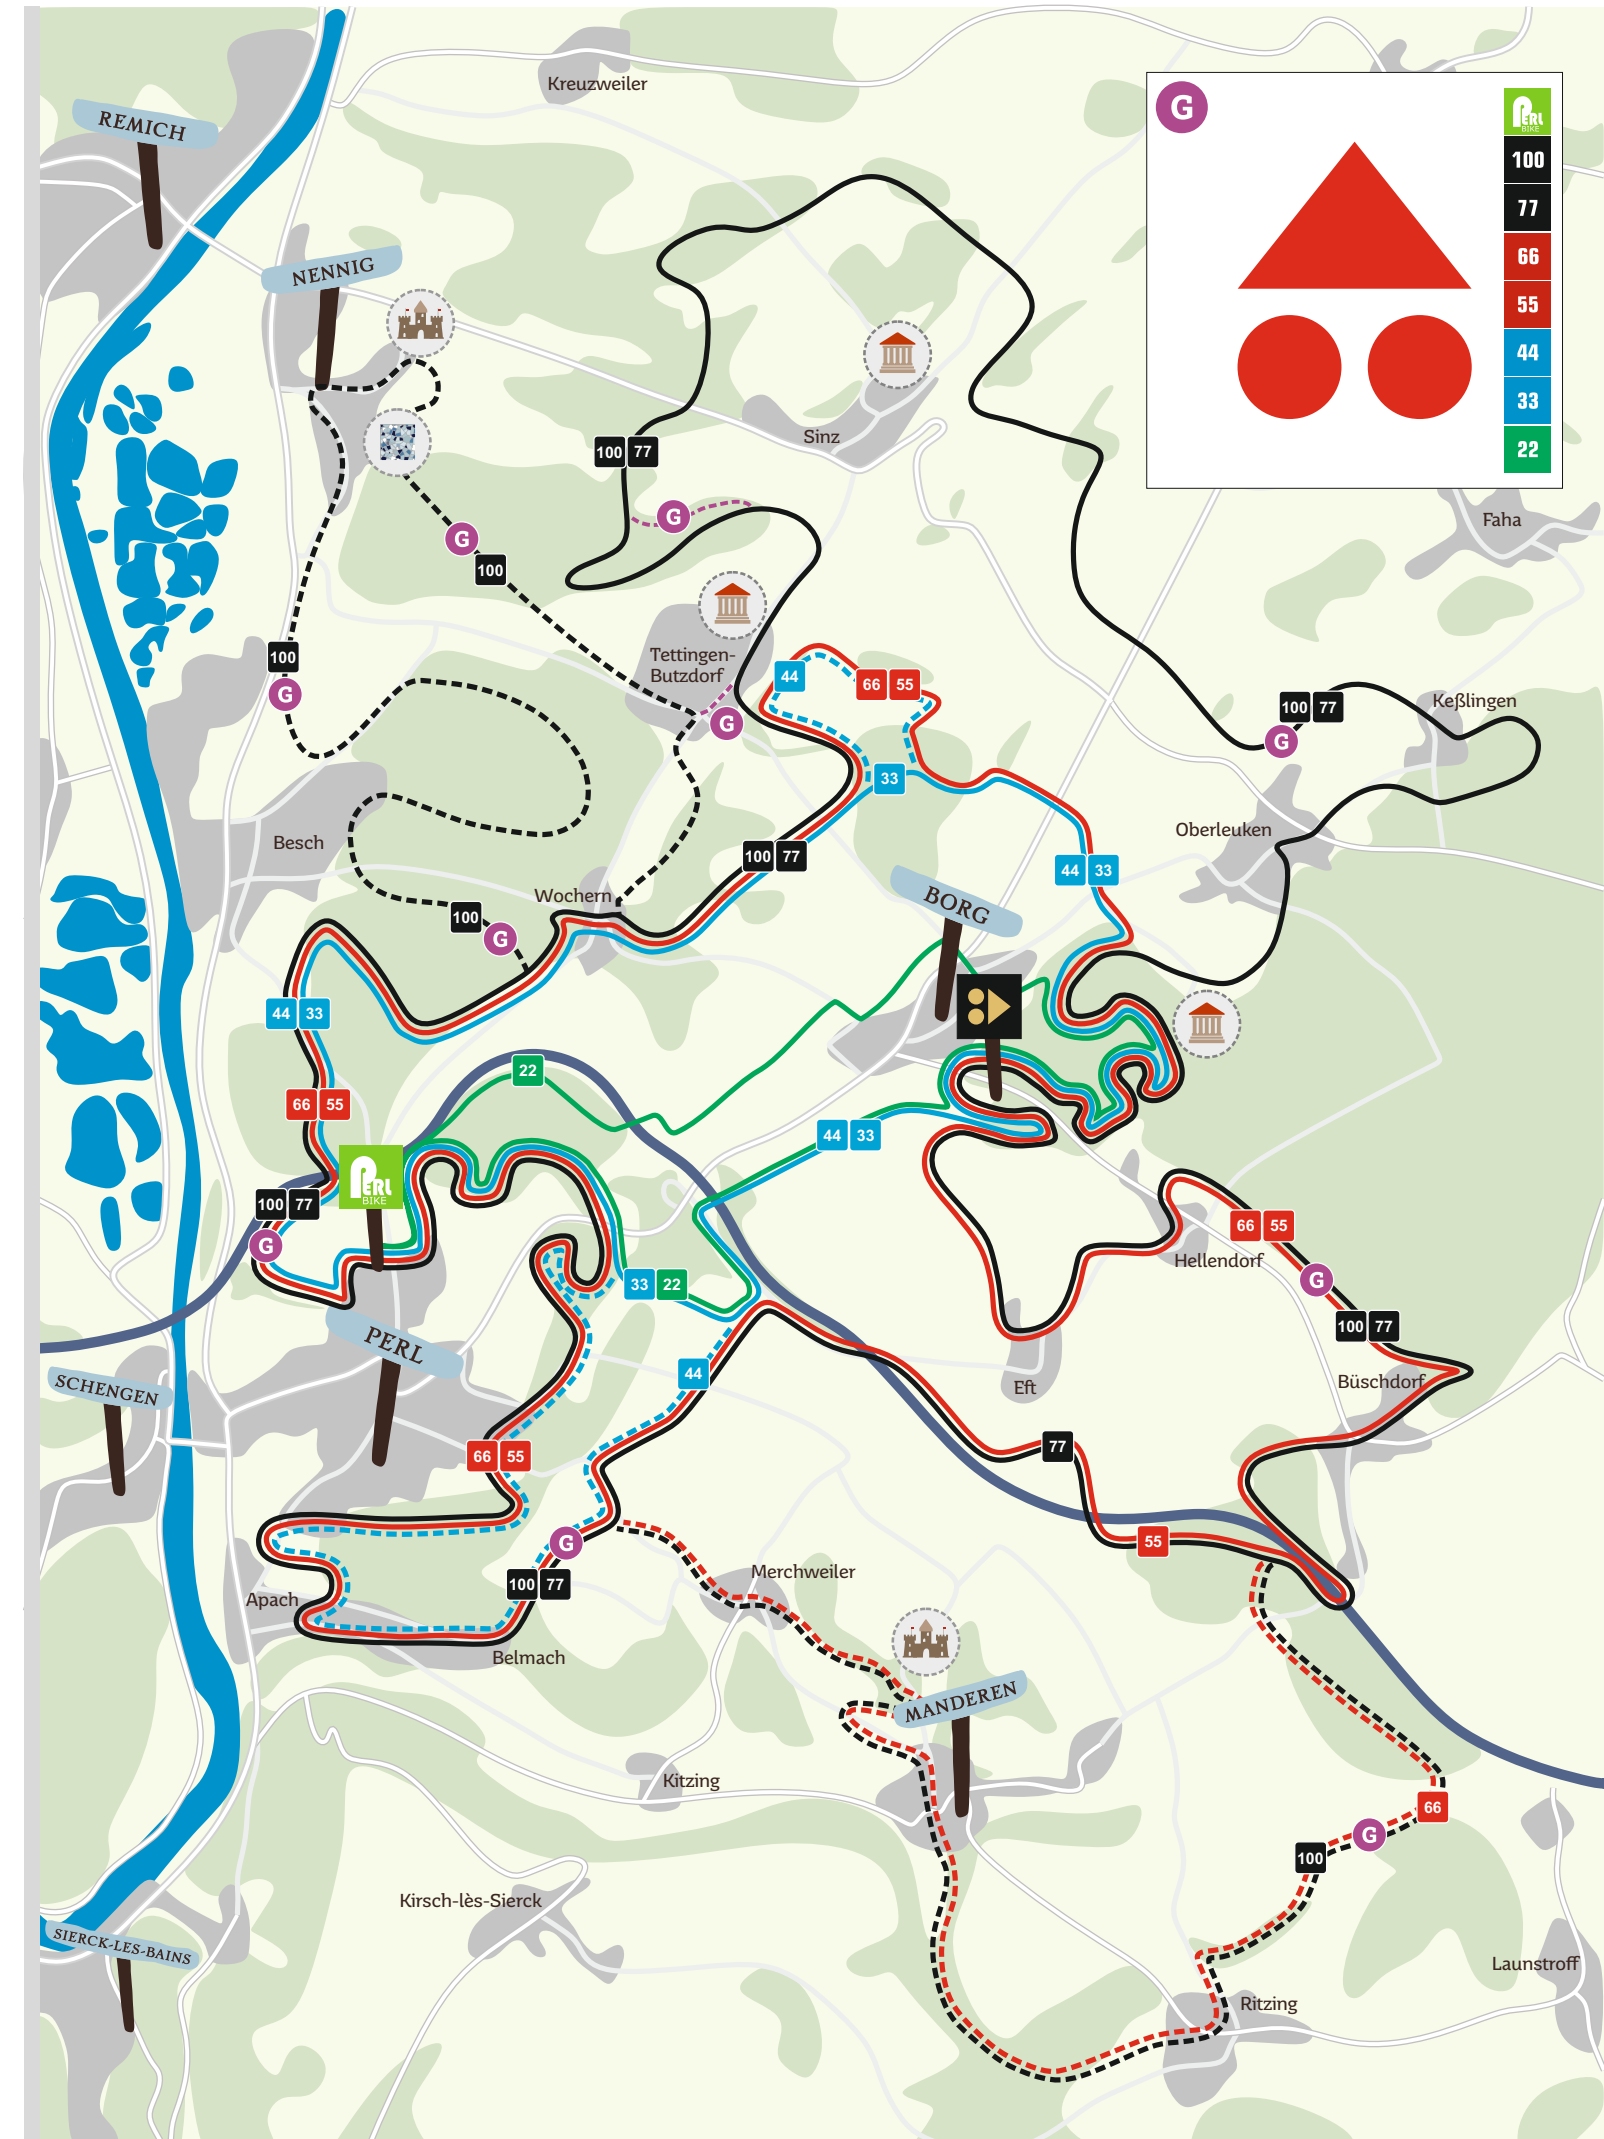 Kreuzweiler
REMICH
G
PERL
BIKE
100
77
66
55
44
33
22
NENNIG
Sinz
100 77
G
G
100
Faha
Tettingen-
Butzdorf
100
G
44
66 55
G
100 77
G
Keßlingen
33
Oberleuken
Besch
100 77
44 33
Wochern
BORG
100
G
44 33
22
66 55
44 33
PERL
BIKE
100 77
G
66 55
Hellendorf
G
33 22
100 77
PERL
44
Eft
Büschdorf
SCHENGEN
77
66 55
55
G
100 77
Merchweiler
Apach
Belmach
MANDEREN
Kitzing
66
G
100
Kirsch-lès-Sierck
SIERCK-LES-BAINS
Launstroff
Ritzing